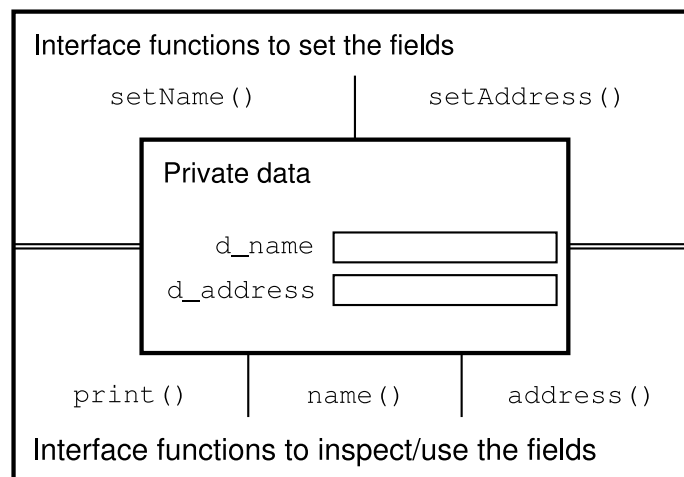 Interface functions to set the fields
setName() setAddress()
Private data
d_name
d_address
print() name() address()
Interface functions to inspect/use the fields